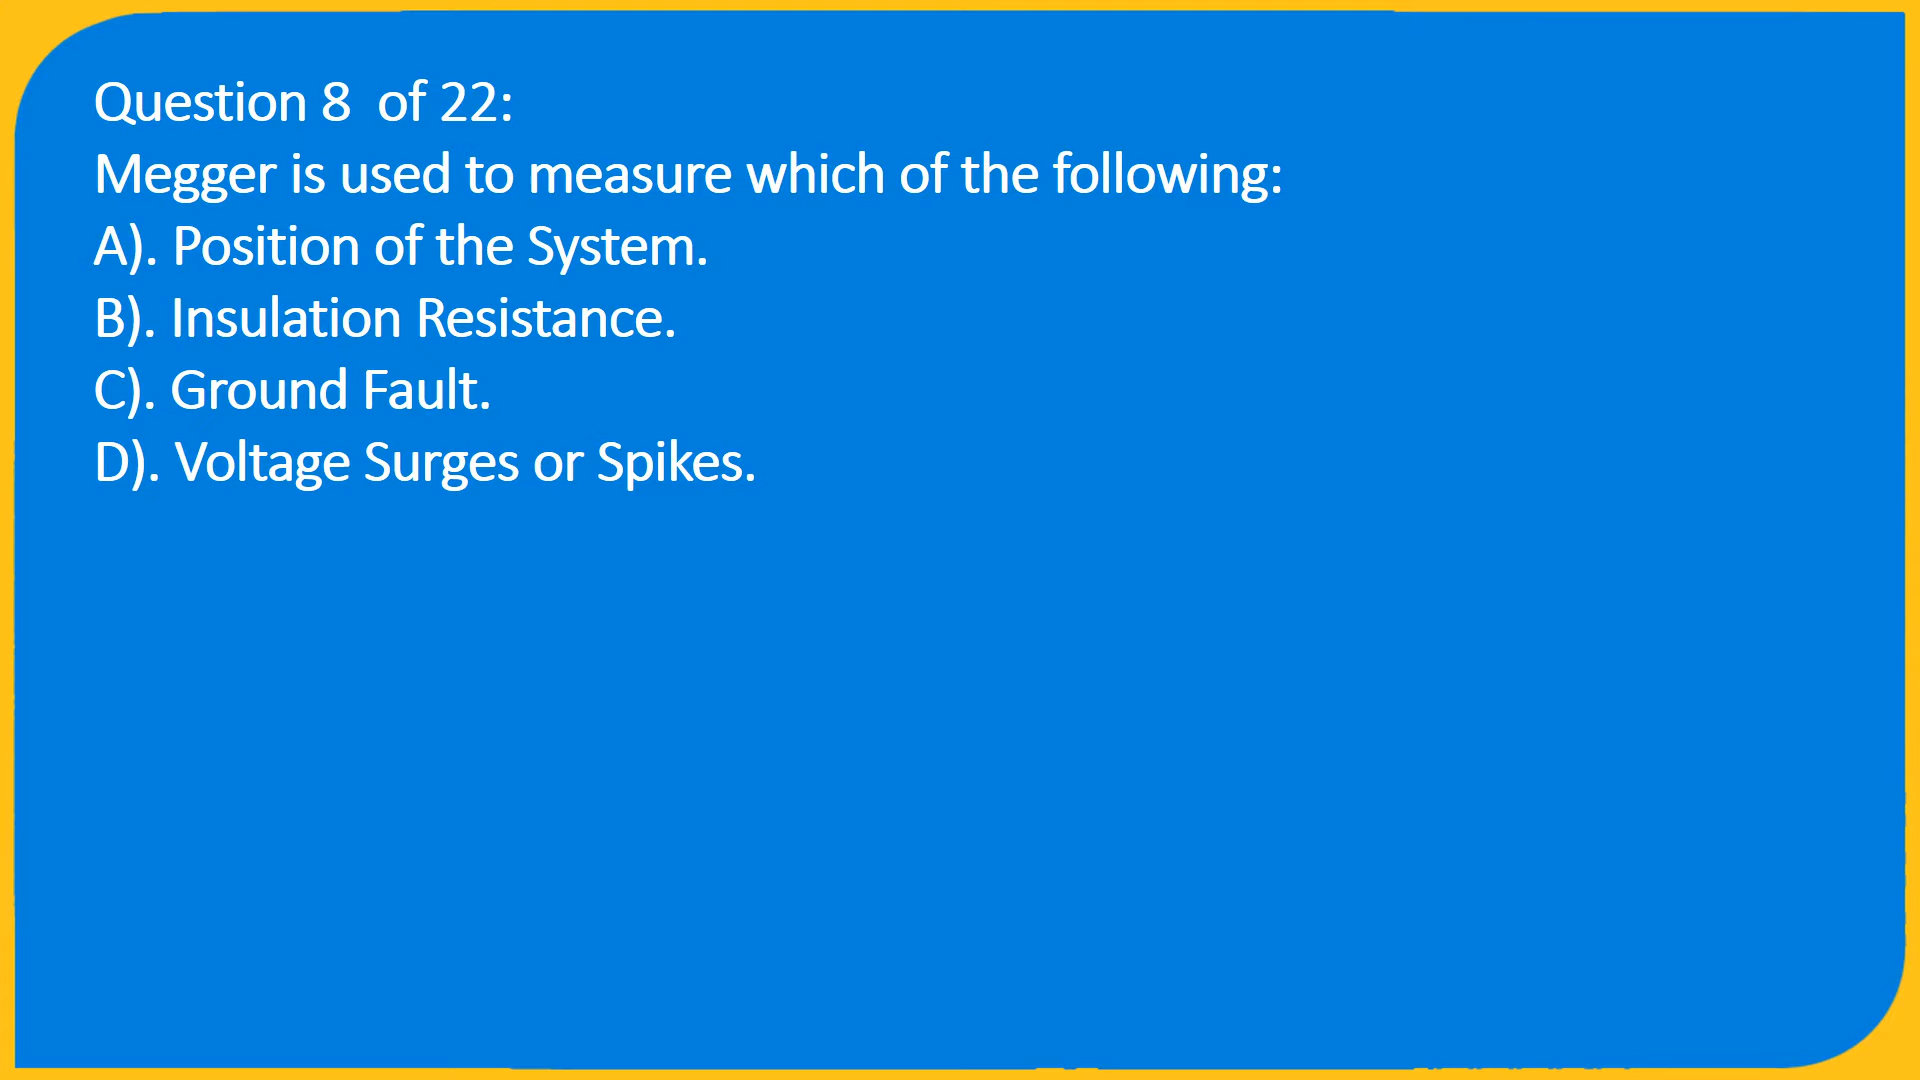 Question 8  of 22:
Megger is used to measure which of the following:
A). Position of the System.
B). Insulation Resistance.
C). Ground Fault.
D). Voltage Surges or Spikes.